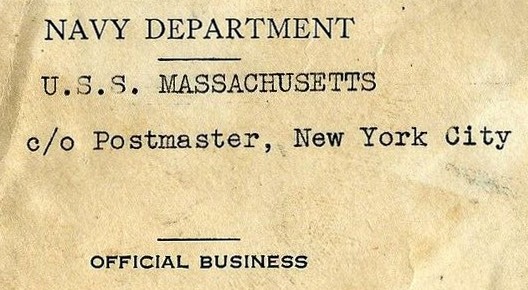 NAVY DEPARTMENT
U.S.S. MASSACHUSETTS
c/o Postmaster, New York City
OFFICIAL BUSINESS